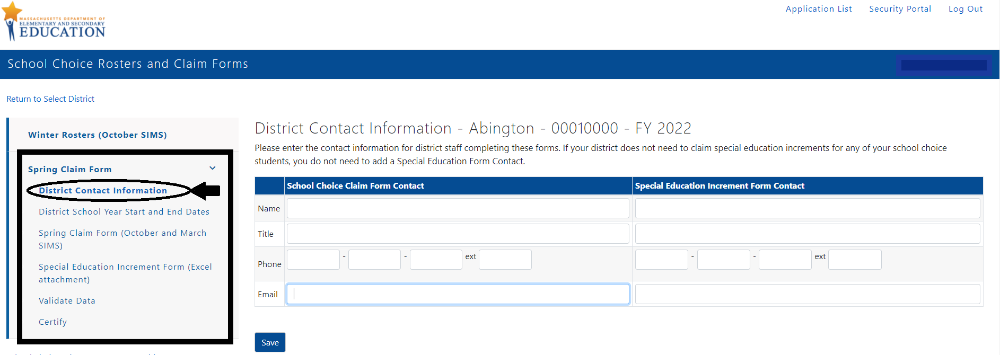 Application List Security Portal Log Out
MASSACHUSETTS DEPARTMENT OF
ELEMENTARY AND SECONDARY
EDUCATION
School Choice Rosters and Claim Forms
Return to Select District
Winter Rosters (October SIMS)
Spring Claim Form
District Contact Information
District School Year Start and End Dates
Spring Claim Form (October and March
SIMS)
Special Education Increment Form (Excel
attachment)
Validate Data
Certify
District Contact Information - Abington - 00010000 - FY 2022
Please enter the contact information for district staff completing these forms. If your district does not need to claim special education increments for any of your school choice
students, you do not need to add a Special Education Form Contact.
School Choice Claim Form Contact Special Education Increment Form Contact
Name
Title
Phone - - ext - - ext
Email
Save